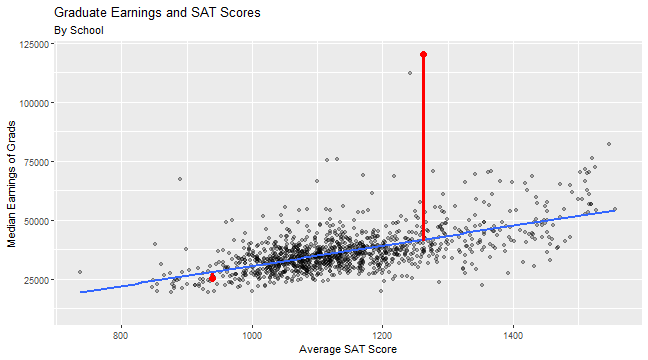 Graduate Earnings and SAT Scores
By School
125000
100000
75000
50000
25000
Median Earnings of Grads
800 1000 1200 1400
Average SAT Score